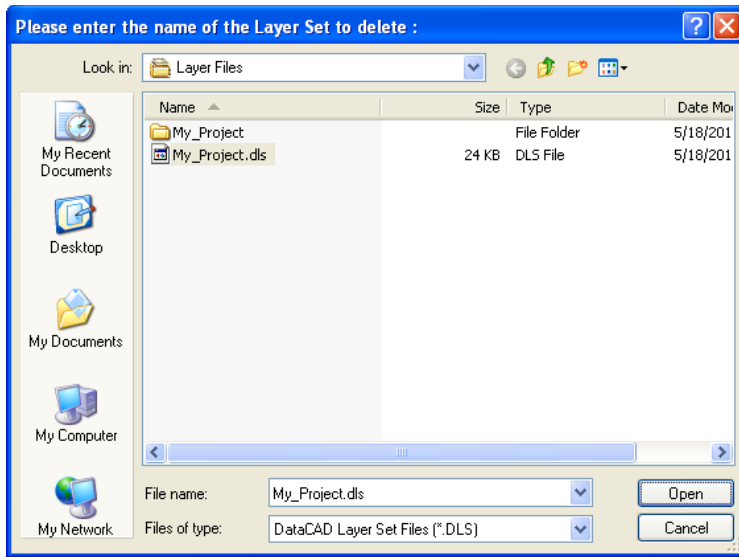 Please enter the name of the Layer Set to delete :
Look in: Layer Files
Name Size Type Date Mo
My_Project File Folder 5/18/201
My_Project.dls 24 KB DLS File 5/18/201
My Recent
Documents
Desktop
My Documents
My Computer
My Network
File name: My_Project.dls Open
Files of type: DataCAD Layer Set Files (*.DLS) Cancel